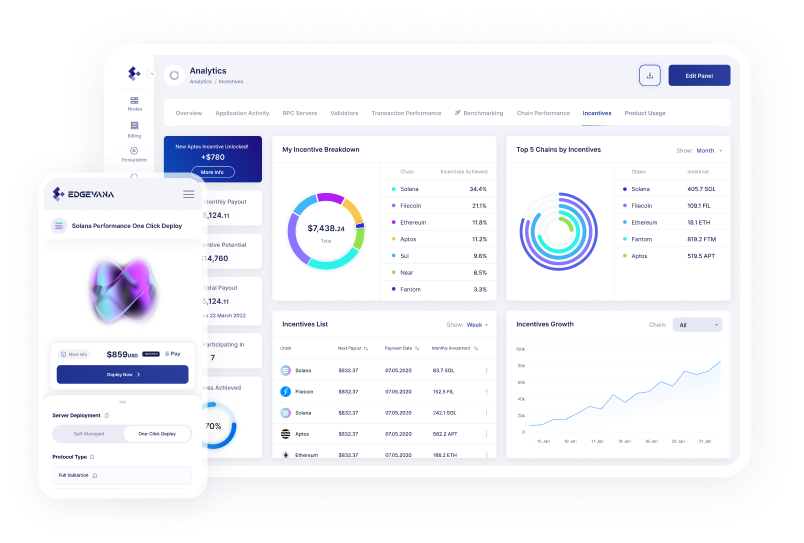 Analytics
Analytics / Incentives
Edit Panel
Nodes
Billing
Ecosystem
Overview
Application Activity
RPC Servers
Validators
Transaction Performance
Benchmarking
Chain Performance
Incentives
Product Usage
New Aptos Incentive Unlocked!
+$780
More Info
Monthly Payout
5,124.11
Incentive Potential
$14,760
Total Payout
5,124.11
22 March 2022
Participating In
7
Achieved
70%
My Incentive Breakdown
$7,438.24
Total
Chain:
Incentives Achieved:
Solana 34.4%
Filecoin 21.1%
Ethereum 11.8%
Aptos 11.2%
Sui 9.6%
Near 8.5%
Fantom 3.3%
Top 5 Chains by Incentives
Show: Month
Chain:
Incentive:
Solana 405.7 SOL
Filecoin 109.1 FIL
Ethereum 18.1 ETH
Fantom 819.2 FTM
Aptos 519.5 APT
Incentives List
Show: Week
Chain
Next Payout
Payment Date
Monthly Investment
Solana $832.37 07.05.2020 83.7 SOL
Filecoin $832.37 07.05.2020 152.5 FIL
Solana $832.37 07.05.2020 242.1 SOL
Aptos $832.37 07.05.2020 562.2 APT
Ethereum $832.37 07.05.2020 188.2 ETH
Incentives Growth
Chain: All
100k
80k
60k
40k
20k
0
15 Jan
16 Jan
17 Jan
18 Jan
19 Jan
20 Jan
21 Jan
EDGEVANA
Solana Performance One Click Deploy
More Info
$859USD
Pay
Deploy Now
Server Deployment
Self-Managed
One-Click Deploy
Protocol Type
Full Validation